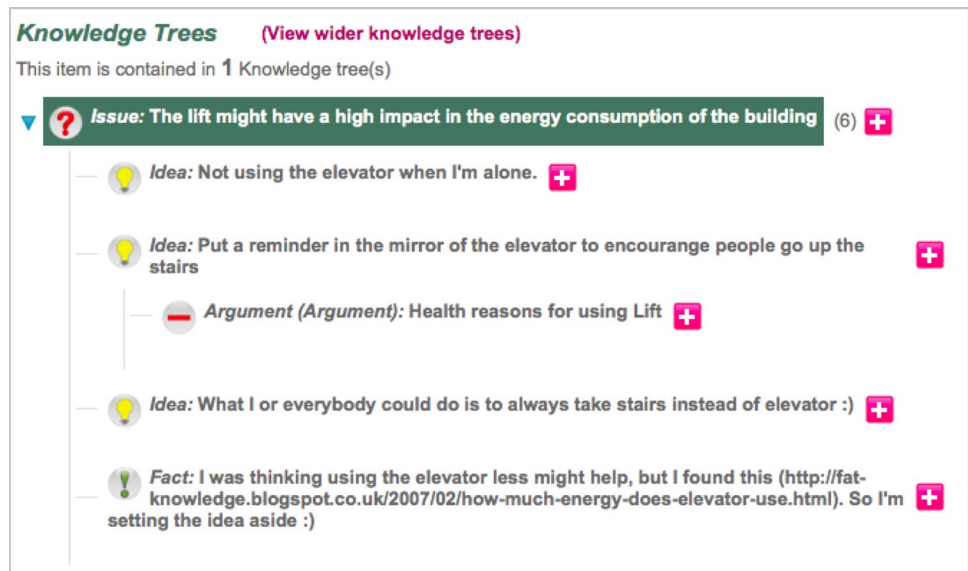 Knowledge Trees (View wider knowledge trees)
This item is contained in 1 Knowledge tree(s)
Issue: The lift might have a high impact in the energy consumption of the building (6)
Idea: Not using the elevator when I'm alone.
Idea: Put a reminder in the mirror of the elevator to encourange people go up the
stairs
Argument (Argument): Health reasons for using Lift
Idea: What I or everybody could do is to always take stairs instead of elevator :)
Fact: I was thinking using the elevator less might help, but I found this (http://fat-
knowledge.blogspot.co.uk/2007/02/how-much-energy-does-elevator-use.html). So I'm
setting the idea aside :)